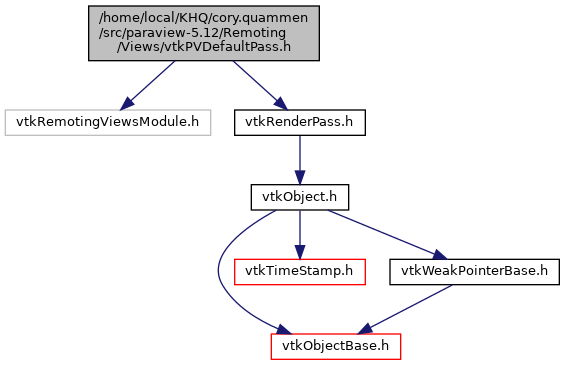 /home/local/KHQ/cory.quammen
/src/paraview-5.12/Remoting
/Views/vtkPVDefaultPass.h
vtkRemotingViewsModule.h
vtkRenderPass.h
vtkObject.h
vtkTimeStamp.h
vtkWeakPointerBase.h
vtkObjectBase.h